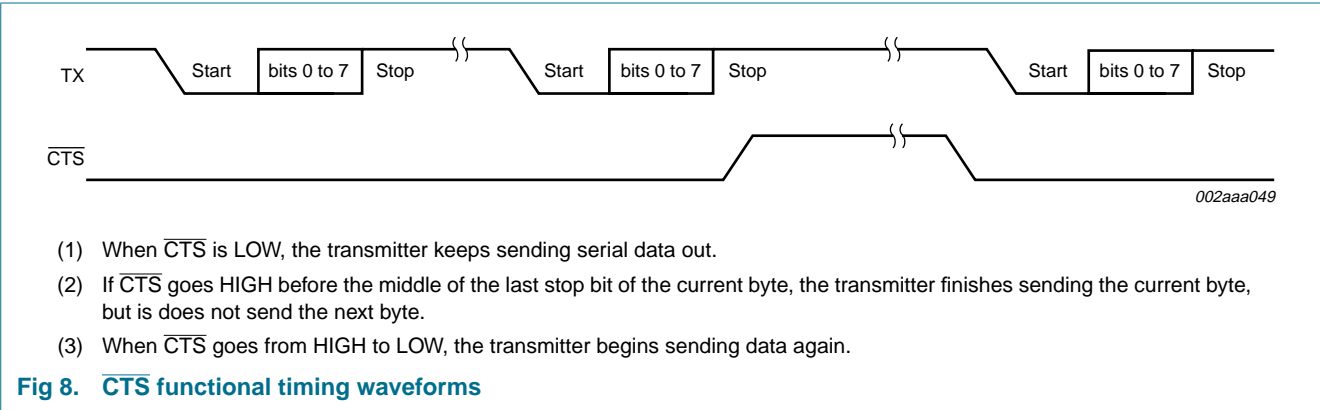 TX Start bits 0 to 7 Stop Start bits 0 to 7 Stop Start bits 0 to 7 Stop
CTS
002aaa049
(1) When CTS is LOW, the transmitter keeps sending serial data out.
(2) If CTS goes HIGH before the middle of the last stop bit of the current byte, the transmitter finishes sending the current byte,
but is does not send the next byte.
(3) When CTS goes from HIGH to LOW, the transmitter begins sending data again.
Fig 8. CTS functional timing waveforms